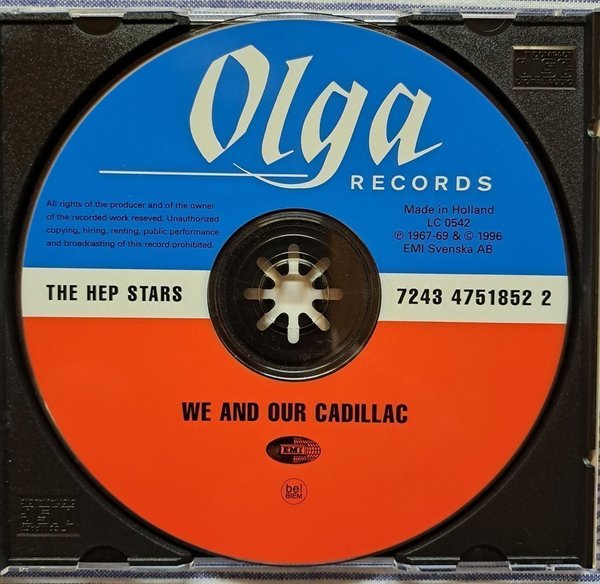 Olga
RECORDS
All rights of the producer and of the owner
of the recorded work reseved. Unauthorized
copying, hiring, renting, public performance
and broadcasting of this record prohibited.
Made in Holland
LC 0542
℗ 1967-69 & © 1996
EMI Svenska AB
THE HEP STARS
7243 4751852 2
WE AND OUR CADILLAC
EMI
bel
BIEM